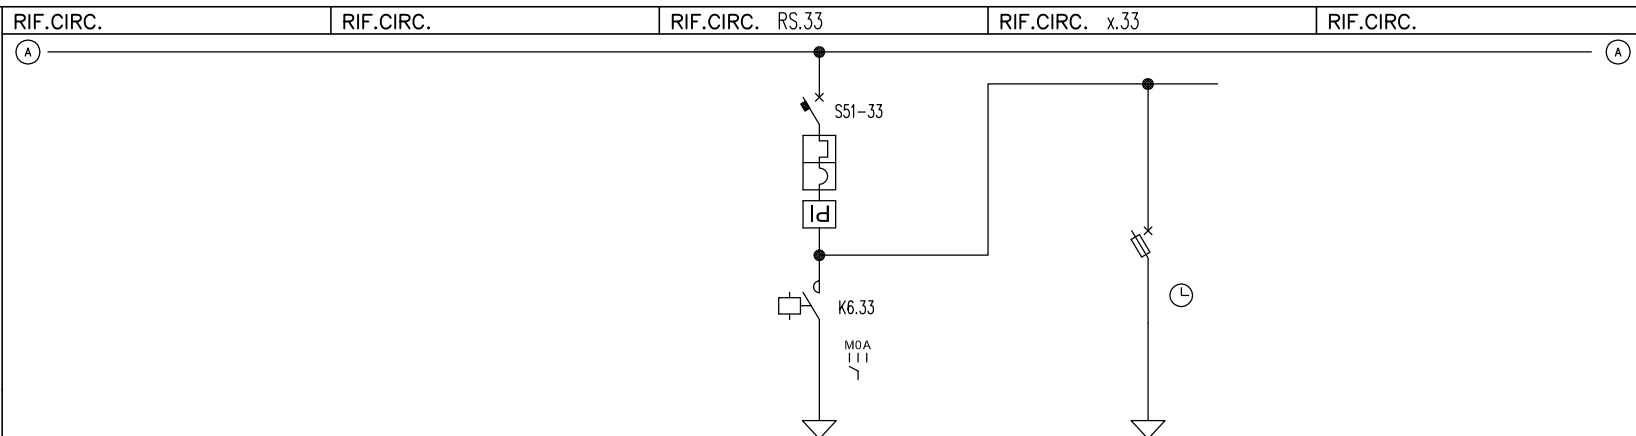 RIF.CIRC. RIF.CIRC. RIF.CIRC. RS.33 RIF.CIRC. x.33 RIF.CIRC.
A A
S51-33
Id
K6.33
M0A